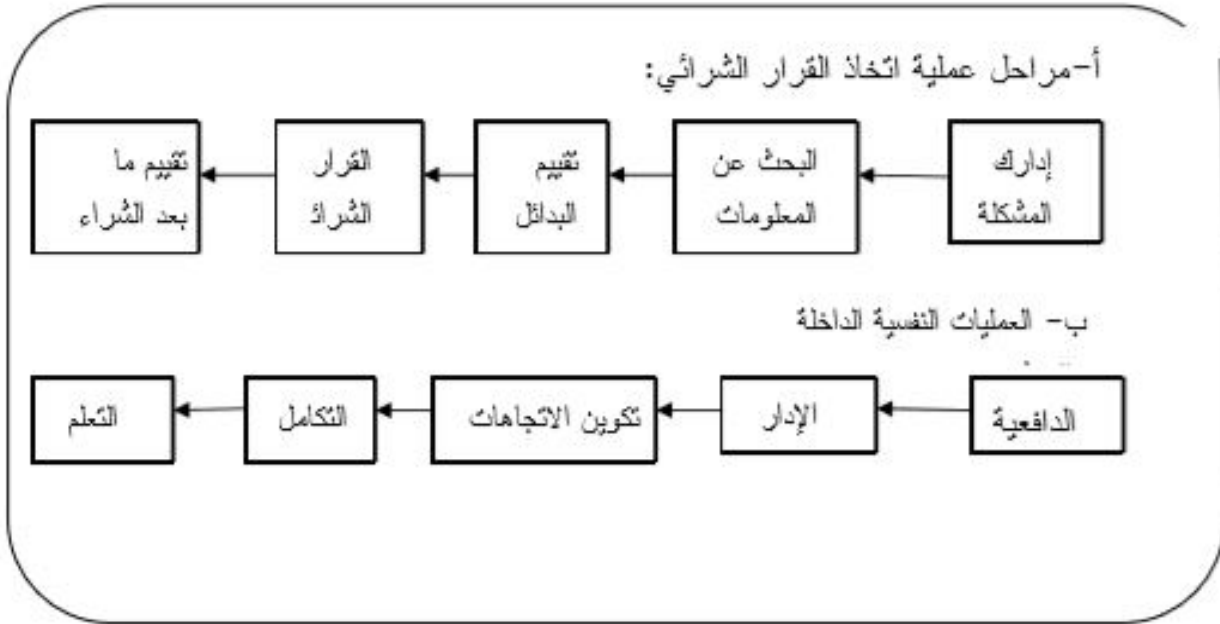 أ-مراحل عملية اتخاذ القرار الشرائي:
إدارك
المشكلة
البحث عن
المعلومات
تقييم
البدائل
القرار
الشرائ
تقييم ما
بعد الشراء
ب- العمليات النفسية الداخلة
الدافعية
الإدار
تكوين الاتجاهات
التكامل
التعلم